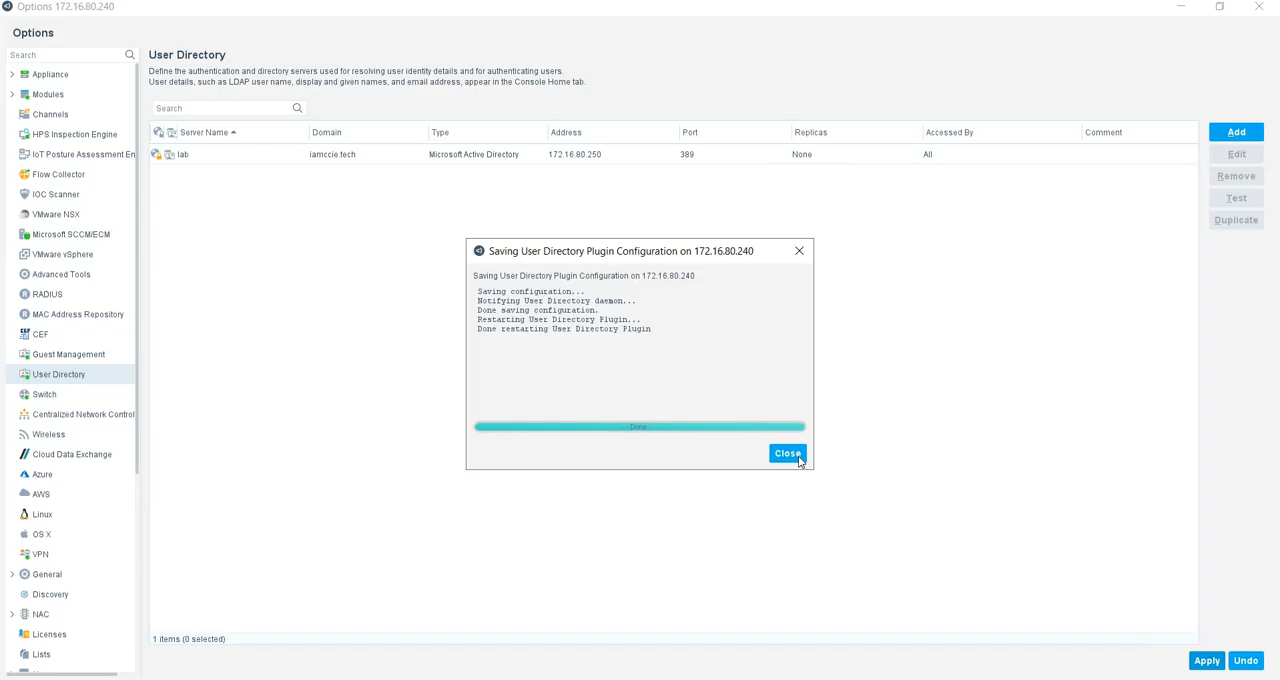 Options 172.16.80.240
Options
Search
Appliance
Modules
Channels
HPS Inspection Engine
IoT Posture Assessment En
Flow Collector
IOC Scanner
VMware NSX
Microsoft SCCM/ECM
VMware vSphere
Advanced Tools
RADIUS
MAC Address Repository
CEF
Guest Management
User Directory
Switch
Centralized Network Control
Wireless
Cloud Data Exchange
Azure
AWS
Linux
OS X
VPN
General
Discovery
NAC
Licenses
Lists
User Directory
Define the authentication and directory servers used for resolving user identity details and for authenticating users.
User details, such as LDAP user name, display and given names, and email address, appear in the Console Home tab.
Search
Server Name Domain Type Address Port Replicas Accessed By Comment
lab iamccie.tech Microsoft Active Directory 172.16.80.250 389 None All
1 items (0 selected)
Add
Edit
Remove
Test
Duplicate
Saving User Directory Plugin Configuration on 172.16.80.240
Saving User Directory Plugin Configuration on 172.16.80.240
Saving configuration...
Notifying User Directory daemon...
Done saving configuration.
Restarting User Directory Plugin...
Done restarting User Directory Plugin
Done.
Close
Apply Undo